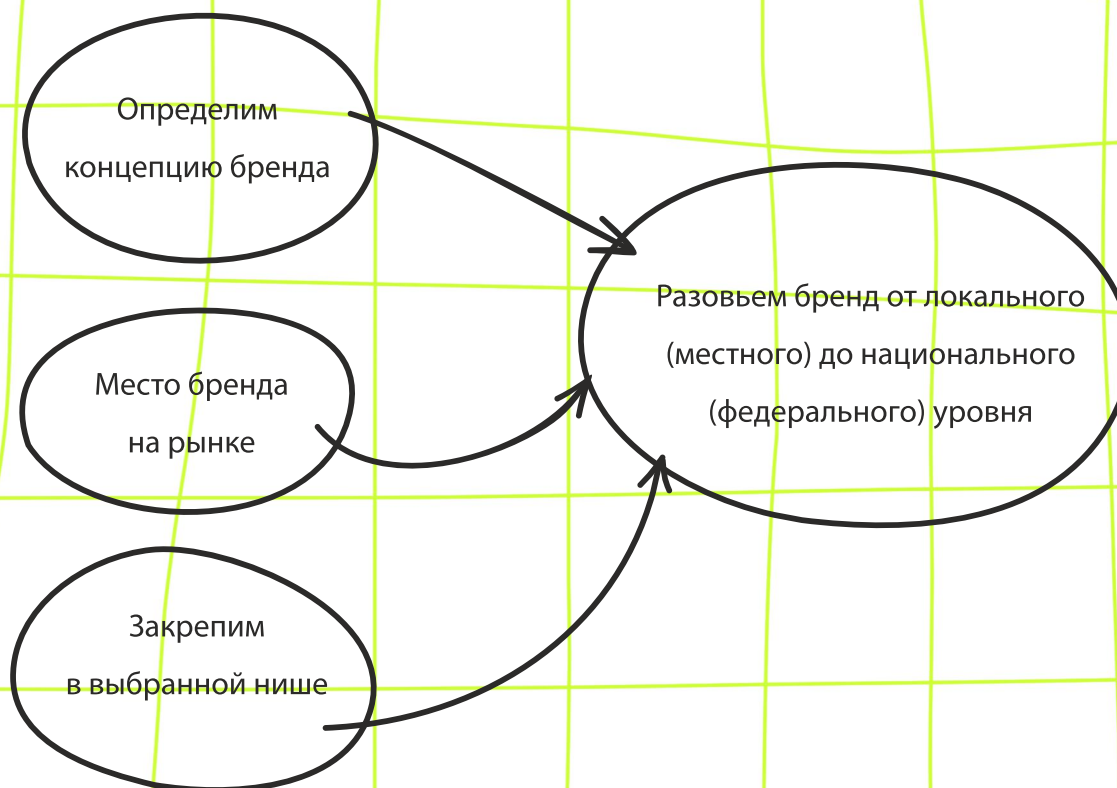 Определим
концепцию бренда
Место бренда
на рынке
Закрепим
в выбранной нише
Разовьем бренд от локального
(местного) до национального
(федерального) уровня